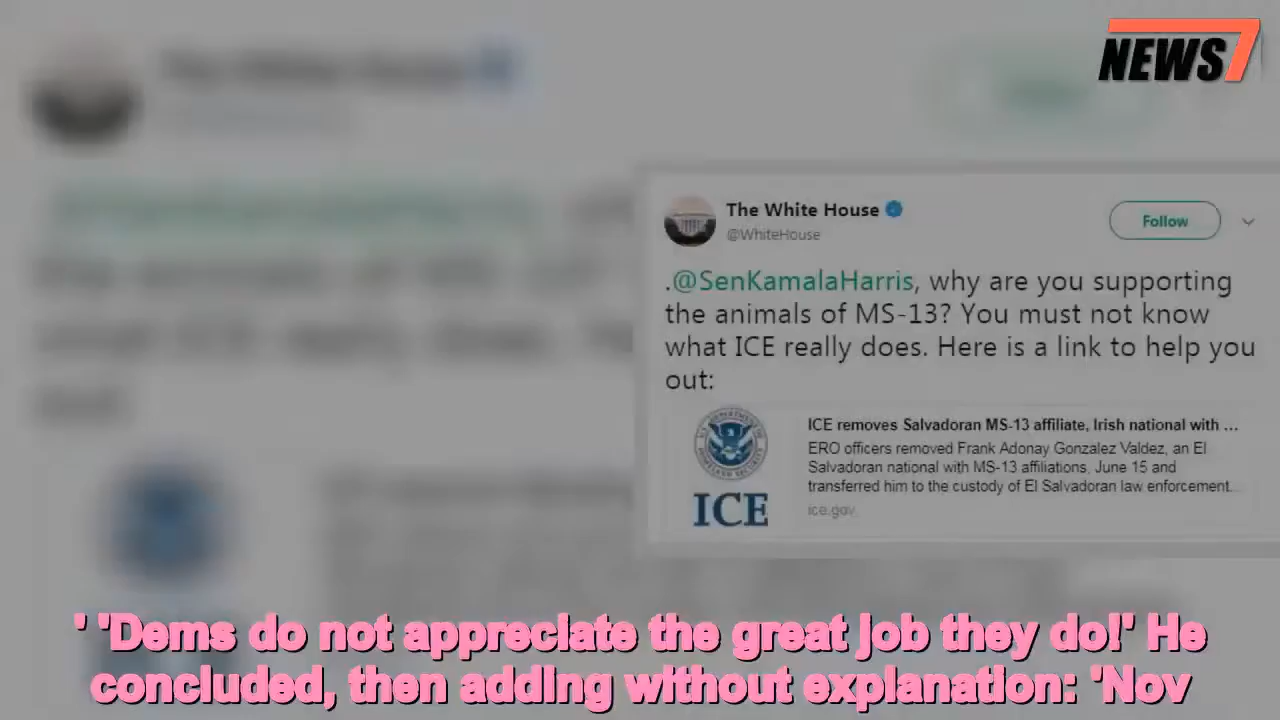 NEWS7
The White House
The White House
@WhiteHouse
Follow
.@SenKamalaHarris, why are you supporting
the animals of MS-13? You must not know
what ICE really does. Here is a link to help you
out:
ICE removes Salvadoran MS-13 affiliate, Irish national with ...
ERO officers removed Frank Adonay Gonzalez Valdez, an El
Salvadoran national with MS-13 affiliations, June 15 and
transferred him to the custody of El Salvadoran law enforcement...
ice.gov
ICE
' 'Dems do not appreciate the great job they do!' He
concluded, then adding without explanation: 'Nov